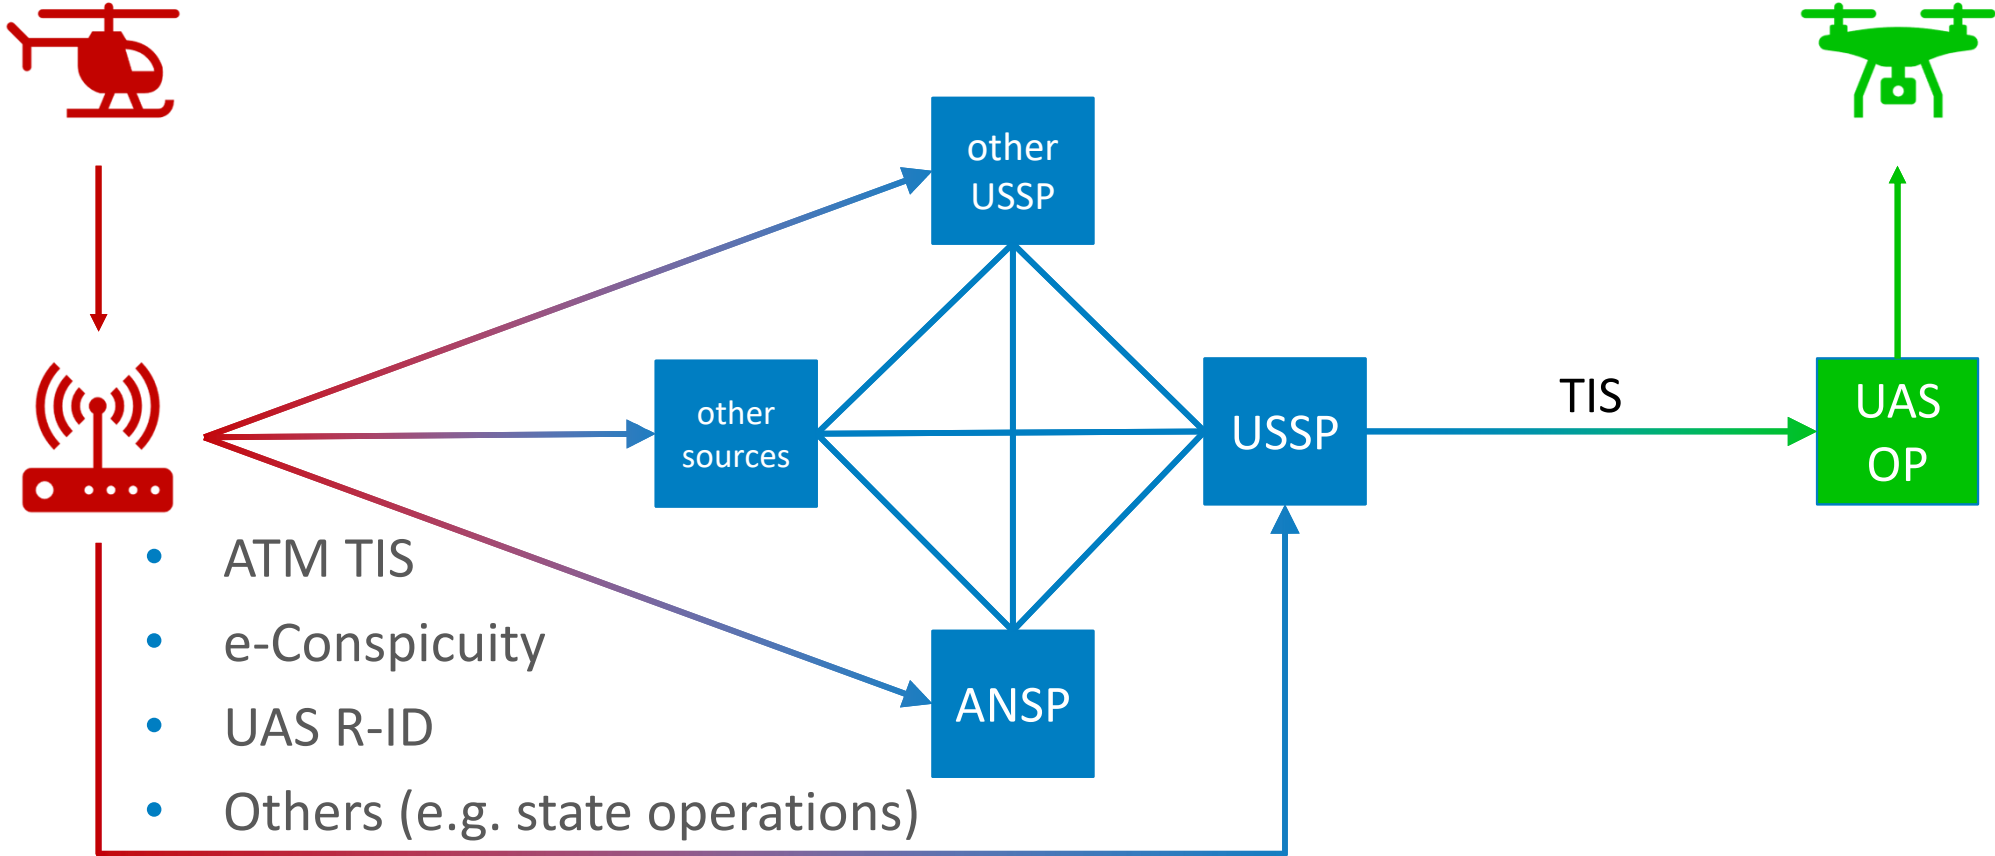 other
USSP
other
sources
USSP
TIS
UAS
OP
ANSP
• ATM TIS
• e-Conspicuity
• UAS R-ID
• Others (e.g. state operations)